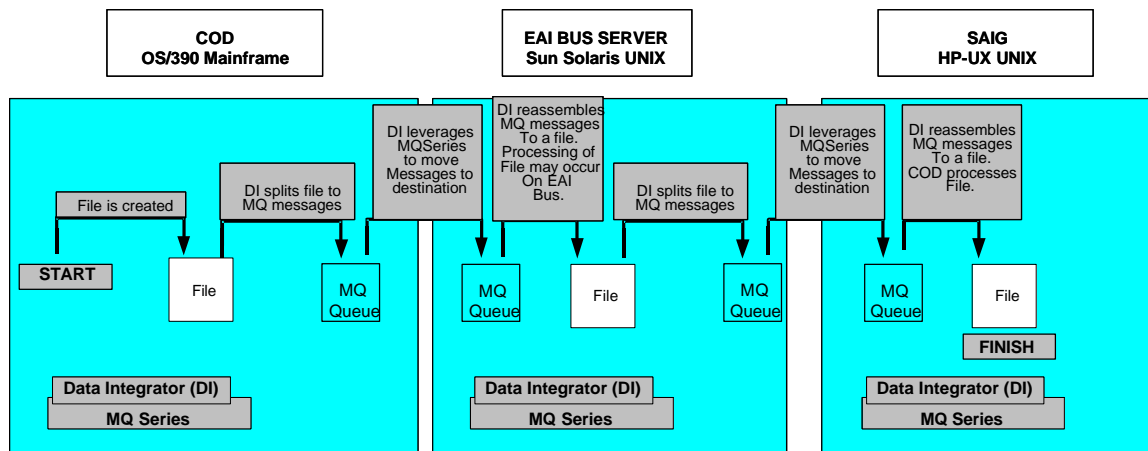 COD
OS/390 Mainframe
EAI BUS SERVER
Sun Solaris UNIX
SAIG
HP-UX UNIX
File is created
START
File
DI splits file to
MQ messages
MQ
Queue
DI leverages
MQSeries
to move
Messages to
destination
MQ
Queue
DI reassembles
MQ messages
To a file.
Processing of
File may occur
On EAI
Bus.
File
DI splits file to
MQ messages
MQ
Queue
DI leverages
MQSeries
to move
Messages to
destination
MQ
Queue
DI reassembles
MQ messages
To a file.
COD processes
File.
File
FINISH
Data Integrator (DI)
MQ Series
Data Integrator (DI)
MQ Series
Data Integrator (DI)
MQ Series